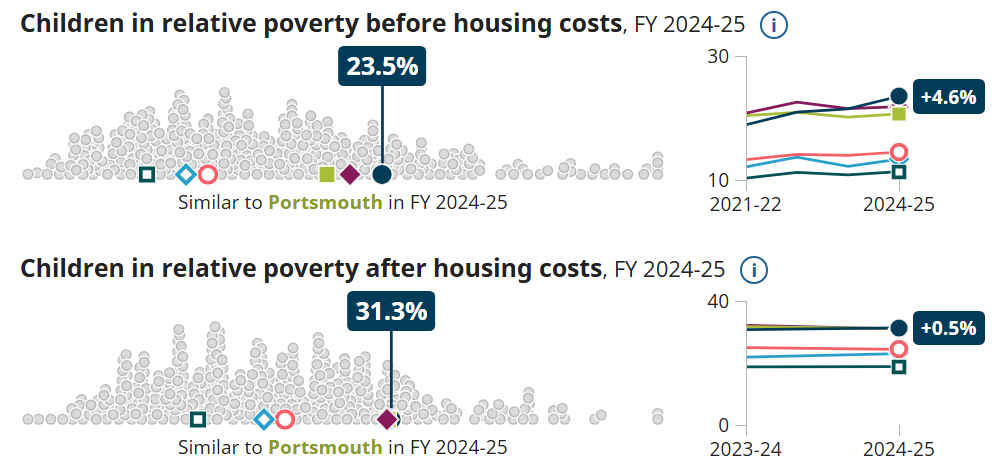 Children in relative poverty before housing costs, FY 2024-25 i
23.5%
Similar to Portsmouth in FY 2024-25
30
+4.6%
10
2021-22 2024-25
Children in relative poverty after housing costs, FY 2024-25 i
31.3%
Similar to Portsmouth in FY 2024-25
40
+0.5%
0
2023-24 2024-25